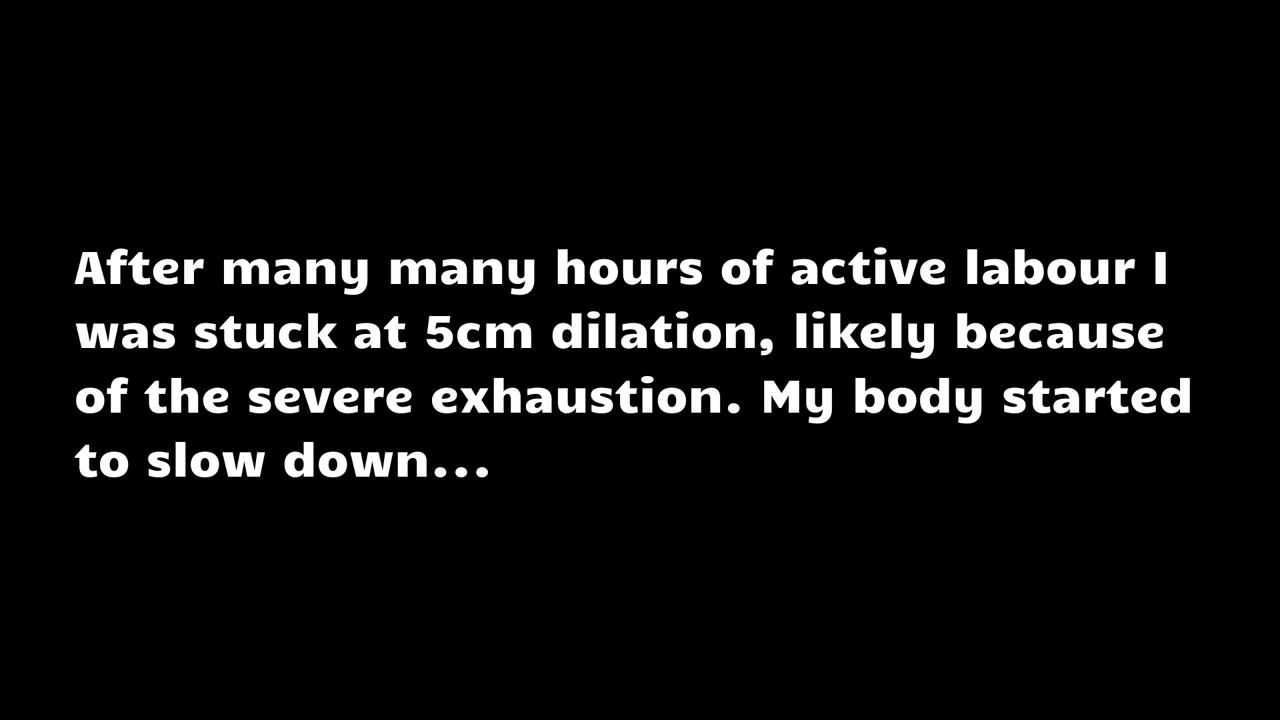 After many many hours of active labour I
was stuck at 5cm dilation, likely because
of the severe exhaustion. My body started
to slow down...